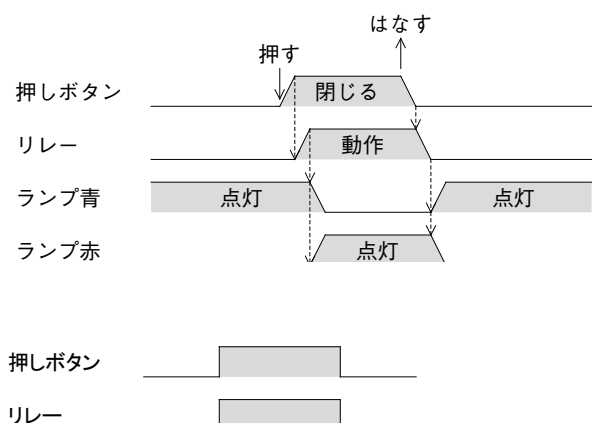 はなす
押す
押しボタン 閉じる
リレー 動作
ランプ青 点灯 点灯
ランプ赤 点灯
押しボタン
リレー